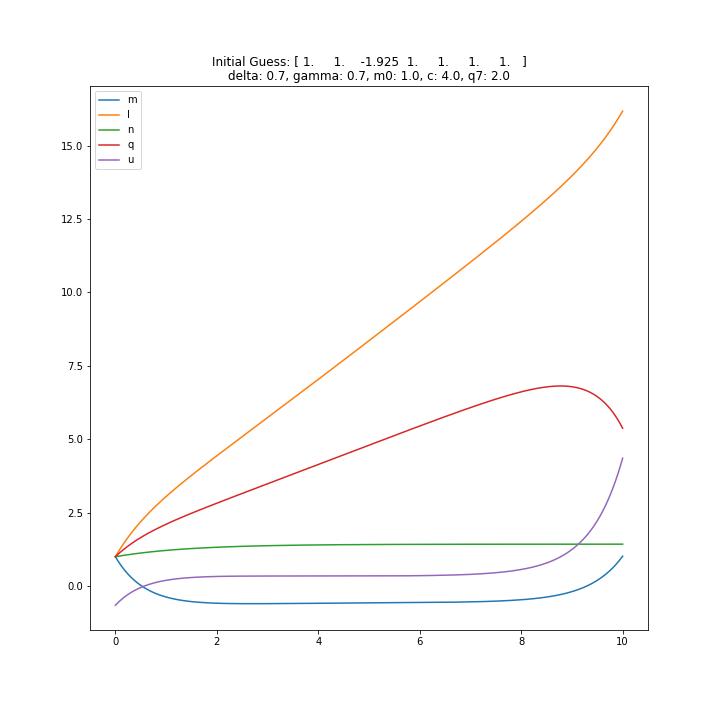 Initial Guess: [ 1. 1. -1.925 1. 1. 1. 1. ]
delta: 0.7, gamma: 0.7, m0: 1.0, c: 4.0, q7: 2.0
m
l
n
q
u
15.0
12.5
10.0
7.5
5.0
2.5
0.0
0 2 4 6 8 10